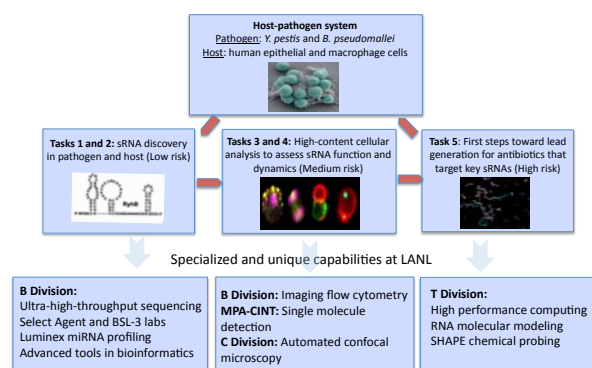 Host-pathogen system
Pathogen: Y. pestis and B. pseudomallei
Host: human epithelial and macrophage cells
Tasks 1 and 2: sRNA discovery
in pathogen and host (Low risk)
RyhB
Tasks 3 and 4: High-content cellular
analysis to assess sRNA function and
dynamics (Medium risk)
Task 5: First steps toward lead
generation for antibiotics that
target key sRNAs (High risk)
Specialized and unique capabilities at LANL
B Division:
Ultra-high-throughput sequencing
Select Agent and BSL-3 labs
Luminex miRNA profiling
Advanced tools in bioinformatics
B Division: Imaging flow cytometry
MPA-CINT: Single molecule
detection
C Division: Automated confocal
microscopy
T Division:
High performance computing
RNA molecular modeling
SHAPE chemical probing